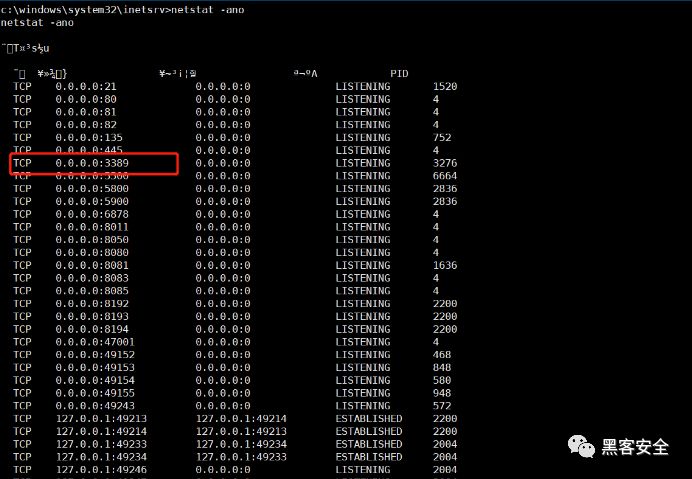 c:\windows\system32\inetsrv>netstat -ano
netstat -ano
TCP 0.0.0.0:21 0.0.0.0:0 LISTENING 1520
TCP 0.0.0.0:80 0.0.0.0:0 LISTENING 4
TCP 0.0.0.0:81 0.0.0.0:0 LISTENING 4
TCP 0.0.0.0:82 0.0.0.0:0 LISTENING 4
TCP 0.0.0.0:135 0.0.0.0:0 LISTENING 752
TCP 0.0.0.0:445 0.0.0.0:0 LISTENING 4
TCP 0.0.0.0:3389 0.0.0.0:0 LISTENING 3276
TCP 0.0.0.0:5500 0.0.0.0:0 LISTENING 6664
TCP 0.0.0.0:5800 0.0.0.0:0 LISTENING 2836
TCP 0.0.0.0:5900 0.0.0.0:0 LISTENING 2836
TCP 0.0.0.0:6878 0.0.0.0:0 LISTENING 4
TCP 0.0.0.0:8011 0.0.0.0:0 LISTENING 4
TCP 0.0.0.0:8050 0.0.0.0:0 LISTENING 4
TCP 0.0.0.0:8080 0.0.0.0:0 LISTENING 4
TCP 0.0.0.0:8081 0.0.0.0:0 LISTENING 1636
TCP 0.0.0.0:8083 0.0.0.0:0 LISTENING 4
TCP 0.0.0.0:8085 0.0.0.0:0 LISTENING 4
TCP 0.0.0.0:8192 0.0.0.0:0 LISTENING 2200
TCP 0.0.0.0:8193 0.0.0.0:0 LISTENING 2200
TCP 0.0.0.0:8194 0.0.0.0:0 LISTENING 2200
TCP 0.0.0.0:47001 0.0.0.0:0 LISTENING 4
TCP 0.0.0.0:49152 0.0.0.0:0 LISTENING 468
TCP 0.0.0.0:49153 0.0.0.0:0 LISTENING 848
TCP 0.0.0.0:49154 0.0.0.0:0 LISTENING 580
TCP 0.0.0.0:49155 0.0.0.0:0 LISTENING 948
TCP 0.0.0.0:49243 0.0.0.0:0 LISTENING 572
TCP 127.0.0.1:49213 127.0.0.1:49214 ESTABLISHED 2200
TCP 127.0.0.1:49214 127.0.0.1:49213 ESTABLISHED 2200
TCP 127.0.0.1:49233 127.0.0.1:49234 ESTABLISHED 2004
TCP 127.0.0.1:49234 127.0.0.1:49233 ESTABLISHED 2004
TCP 127.0.0.1:49246 0.0.0.0:0 LISTENING 2004
黑客安全